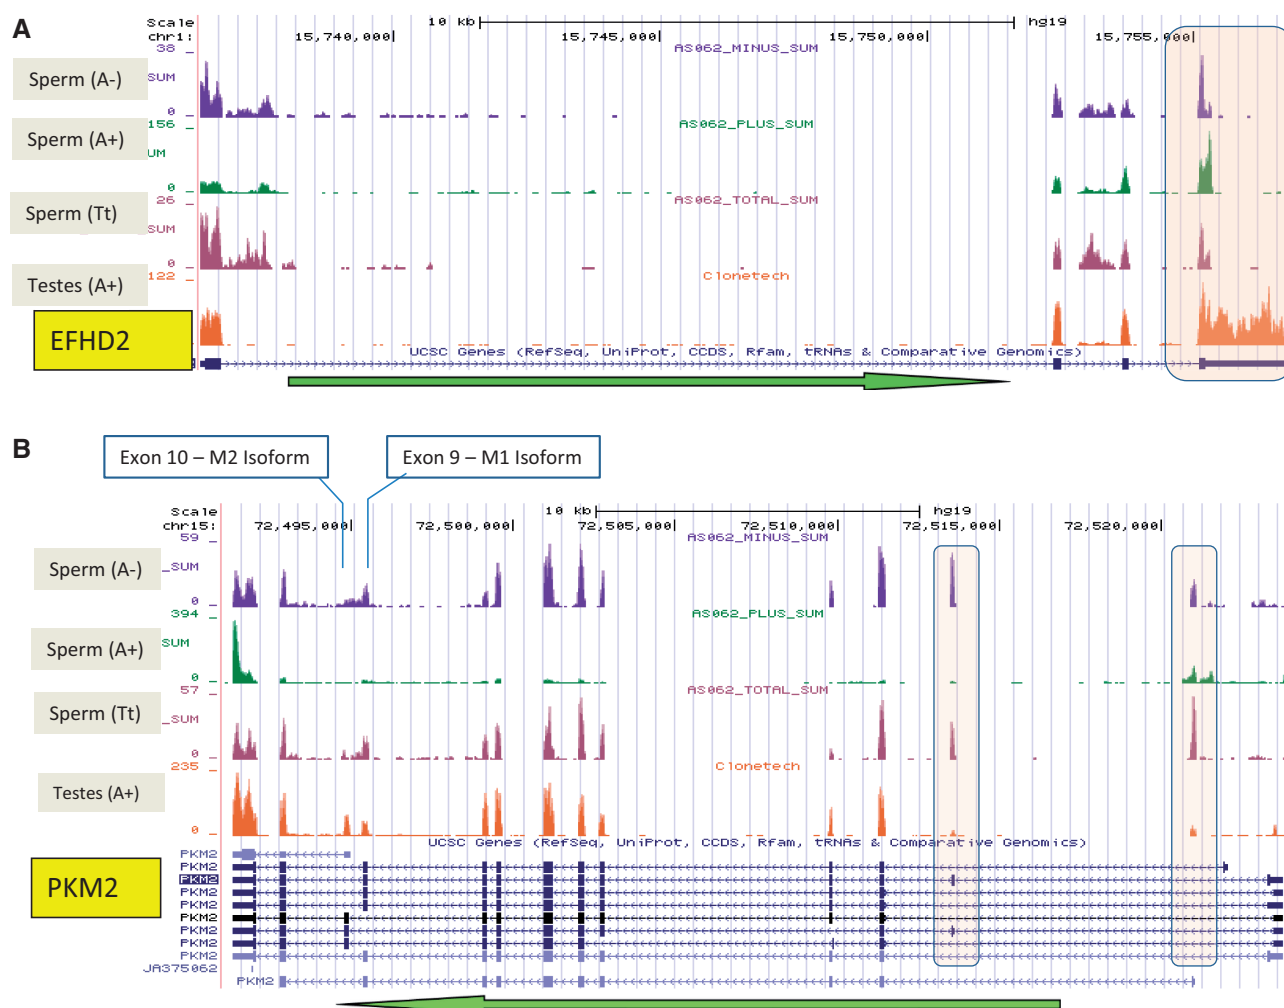 A
Scale 10 kb hg19
chr1: 15,740,000 15,745,000 15,750,000 15,755,000
38 AS062_MINUS_SUM
Sperm (A-) SUM
0
156 AS062_PLUS_SUM
Sperm (A+) UM
0
26 AS062_TOTAL_SUM
Sperm (Tt) SUM
0
122 Clonetech
Testes (A+)
EFHD2
UCSC Genes (RefSeq, UniProt, CCDS, Rfam, tRNAs & Comparative Genomics)
B
Exon 10 – M2 Isoform Exon 9 – M1 Isoform
Scale 10 kb hg19
chr15: 72,495,000 72,500,000 72,505,000 72,510,000 72,515,000 72,520,000
59 AS062_MINUS_SUM
Sperm (A-) _SUM
0
394 AS062_PLUS_SUM
Sperm (A+) SUM
0
57 AS062_TOTAL_SUM
Sperm (Tt) _SUM
0
235 Clonetech
Testes (A+)
0
UCSC Genes (RefSeq, UniProt, CCDS, Rfam, tRNAs & Comparative Genomics)
PKM2
PKM2
PKM2
PKM2
PKM2
PKM2
PKM2
PKM2
PKM2
PKM2
JA375062
PKM2